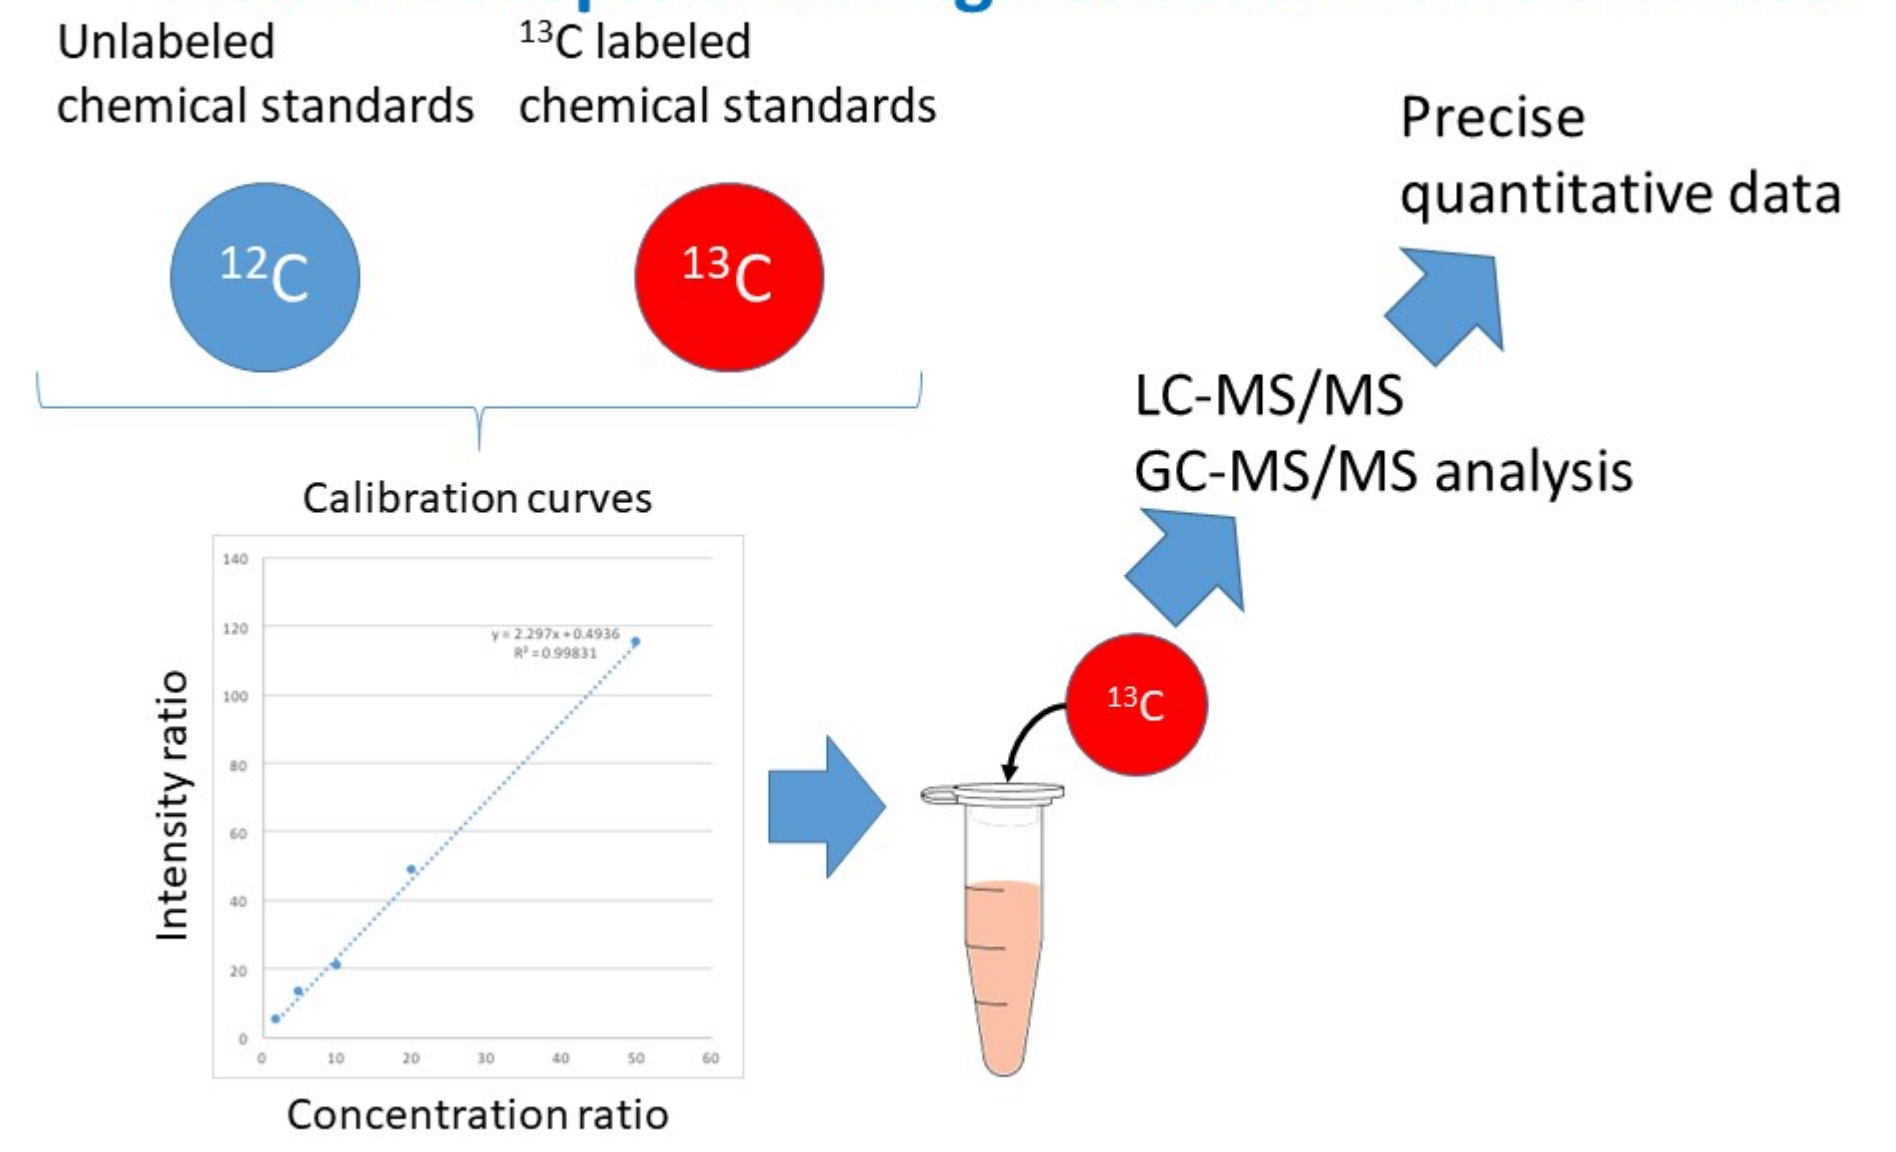 Unlabeled
chemical standards
¹³C labeled
chemical standards
¹²C
¹³C
Calibration curves
Intensity ratio
140
120
100
80
60
40
20
0
y = 2.297x + 0.4936
R² = 0.99831
0 10 20 30 40 50 60
Concentration ratio
¹³C
LC-MS/MS
GC-MS/MS analysis
Precise
quantitative data